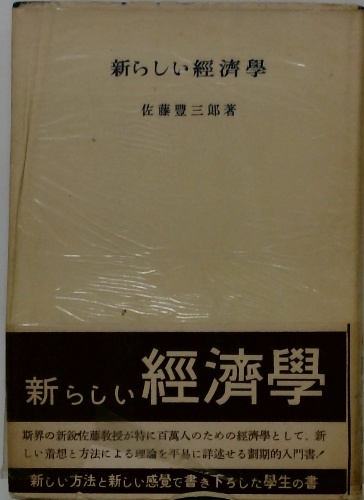 新らしい經濟學
佐藤豐三郎著
新らしい經濟學
斯界の新鋭佐藤教授が特に百萬人のための經濟學として、新
しい着想と方法による理論を平易に詳述せる劃期的入門書!
新しい方法と新しい感覚で書き下ろした學生の書